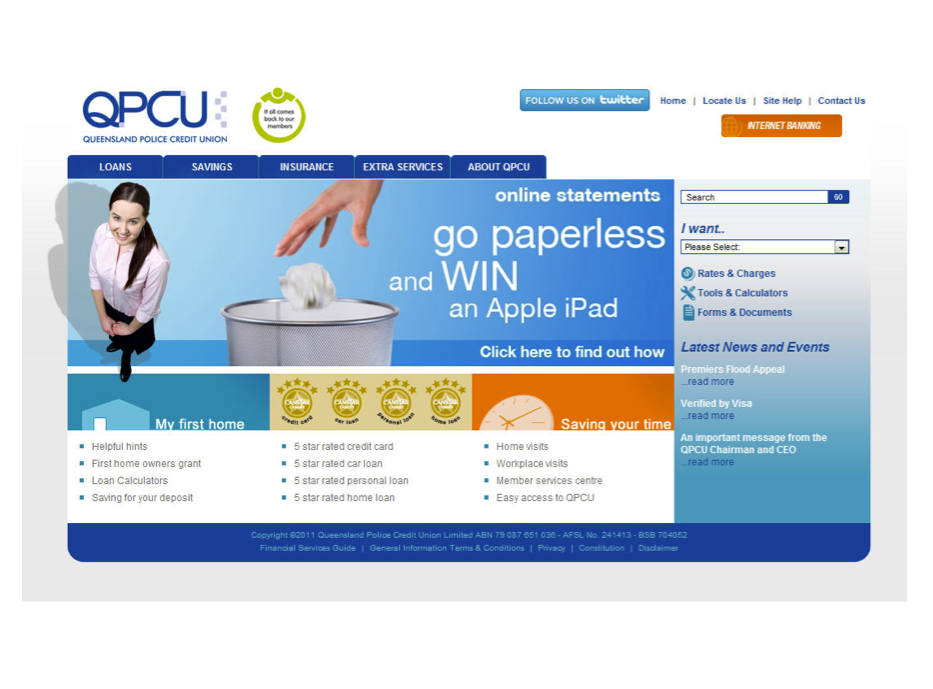 QPCU
QUEENSLAND POLICE CREDIT UNION
it all comes
back to our
members
FOLLOW US ON twitter
Home | Locate Us | Site Help | Contact Us
INTERNET BANKING
LOANS
SAVINGS
INSURANCE
EXTRA SERVICES
ABOUT QPCU
online statements
go paperless
and WIN
an Apple iPad
Click here to find out how
Search
GO
I want..
Please Select:
Rates & Charges
Tools & Calculators
Forms & Documents
Latest News and Events
Premiers Flood Appeal
...read more
Verified by Visa
...read more
An important message from the
QPCU Chairman and CEO
...read more
My first home
CANSTAR
credit card
CANSTAR
car loan
CANSTAR
personal loan
CANSTAR
home loan
Saving your time
Helpful hints
First home owners grant
Loan Calculators
Saving for your deposit
5 star rated credit card
5 star rated car loan
5 star rated personal loan
5 star rated home loan
Home visits
Workplace visits
Member services centre
Easy access to QPCU
Copyright ©2011 Queensland Police Credit Union Limited ABN 79 087 651 036 - AFSL No. 241413 - BSB 704052
Financial Services Guide | General Information Terms & Conditions | Privacy | Constitution | Disclaimer